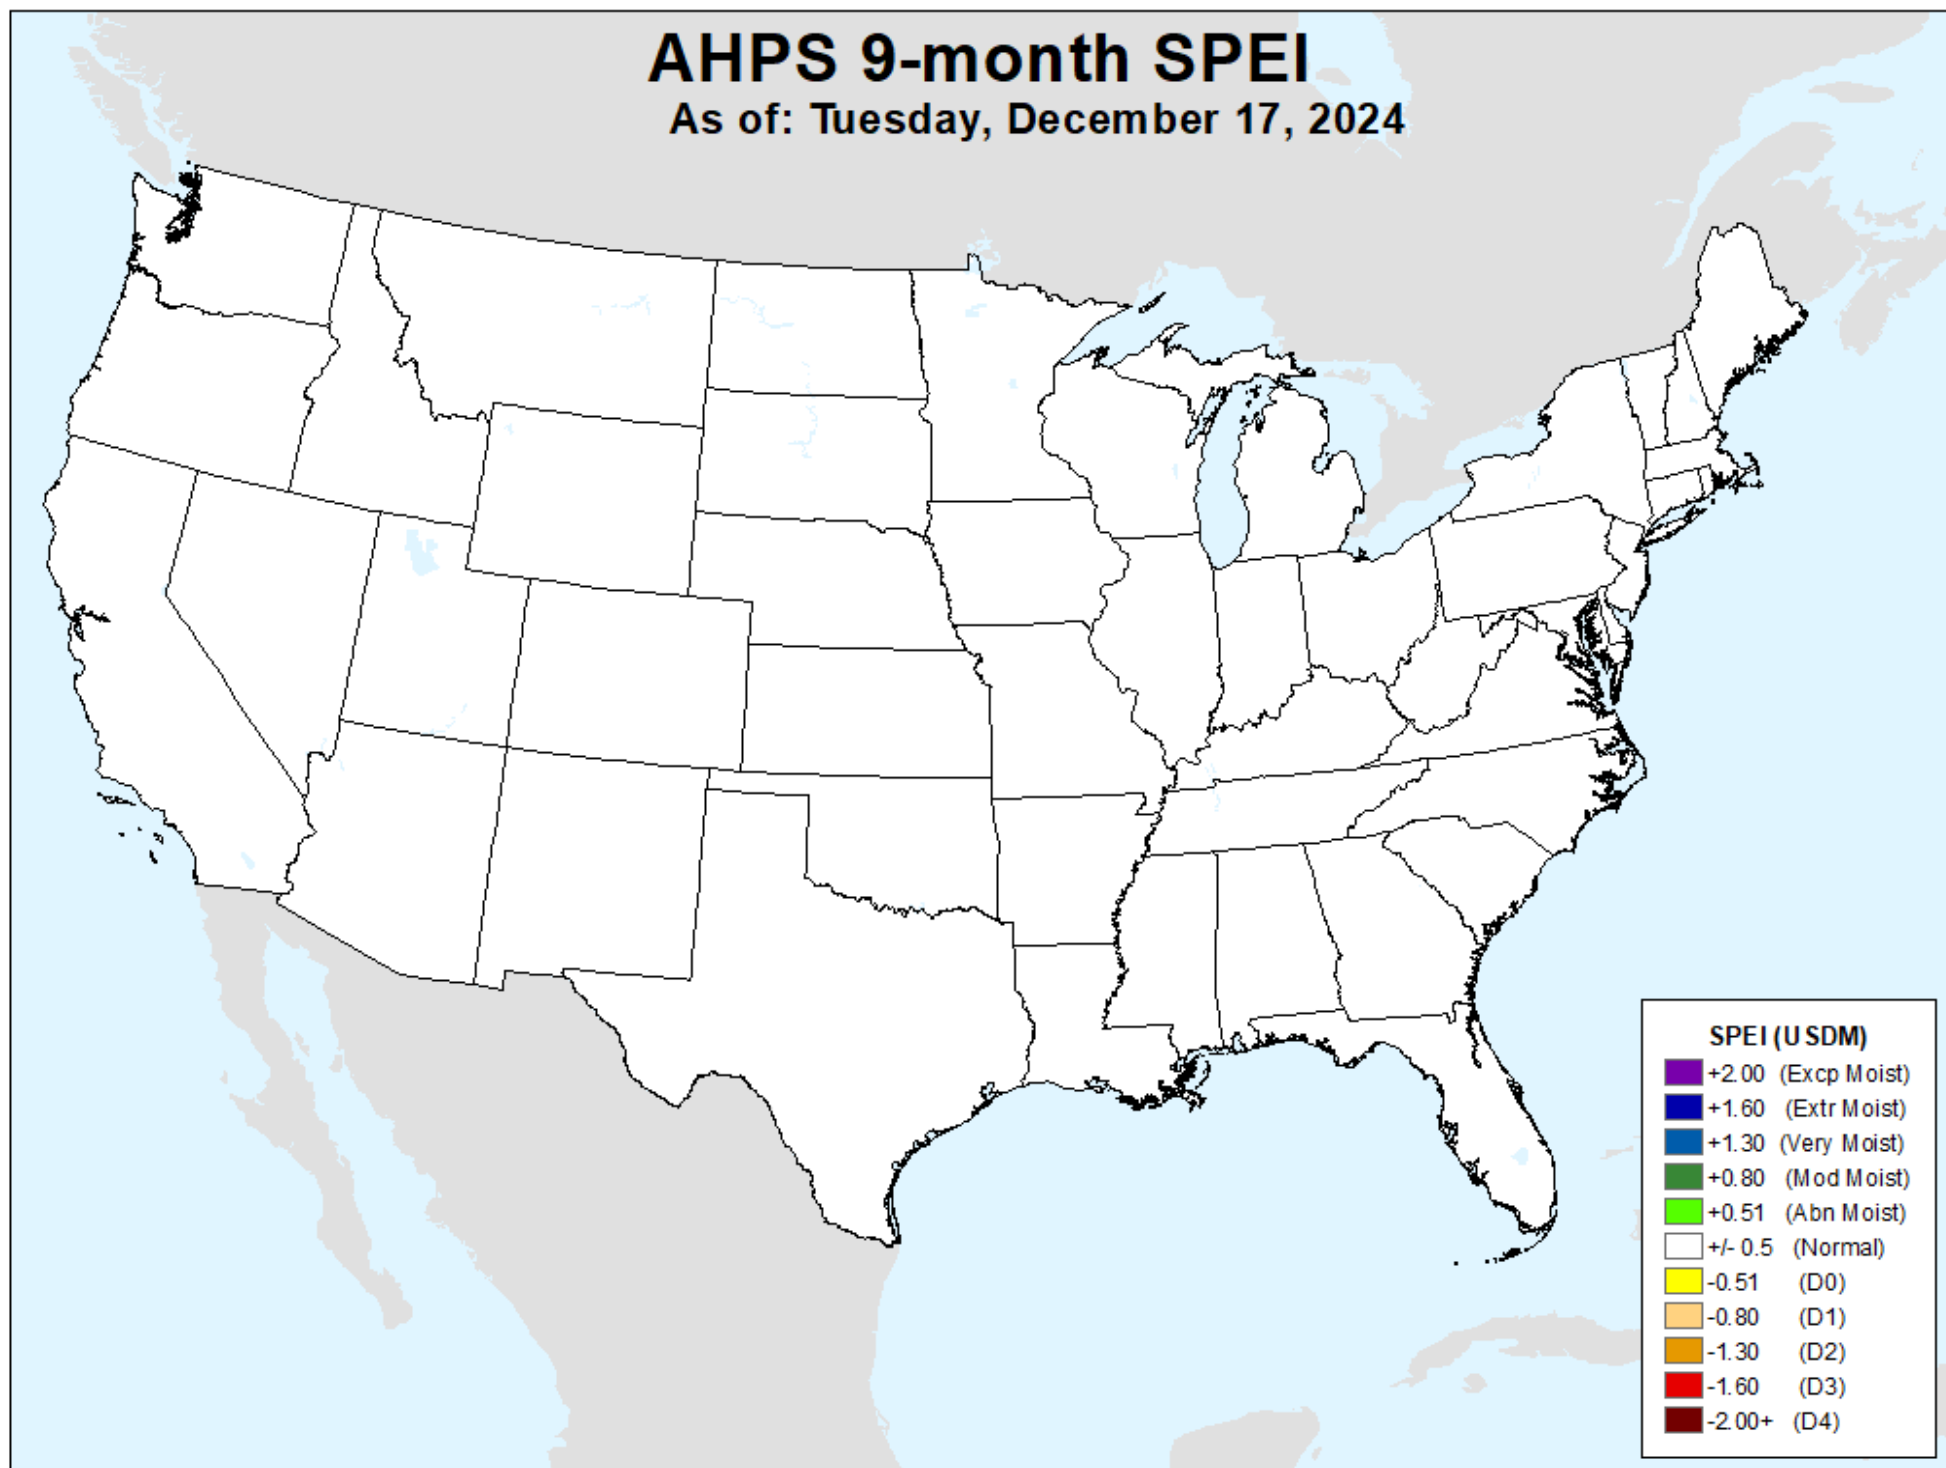 AHPS 9-month SPEI
As of: Tuesday, December 17, 2024
SPEI (USDM)
+2.00 (Excp Moist)
+1.60 (Extr Moist)
+1.30 (Very Moist)
+0.80 (Mod Moist)
+0.51 (Abn Moist)
+/- 0.5 (Normal)
-0.51 (D0)
-0.80 (D1)
-1.30 (D2)
-1.60 (D3)
-2.00+ (D4)